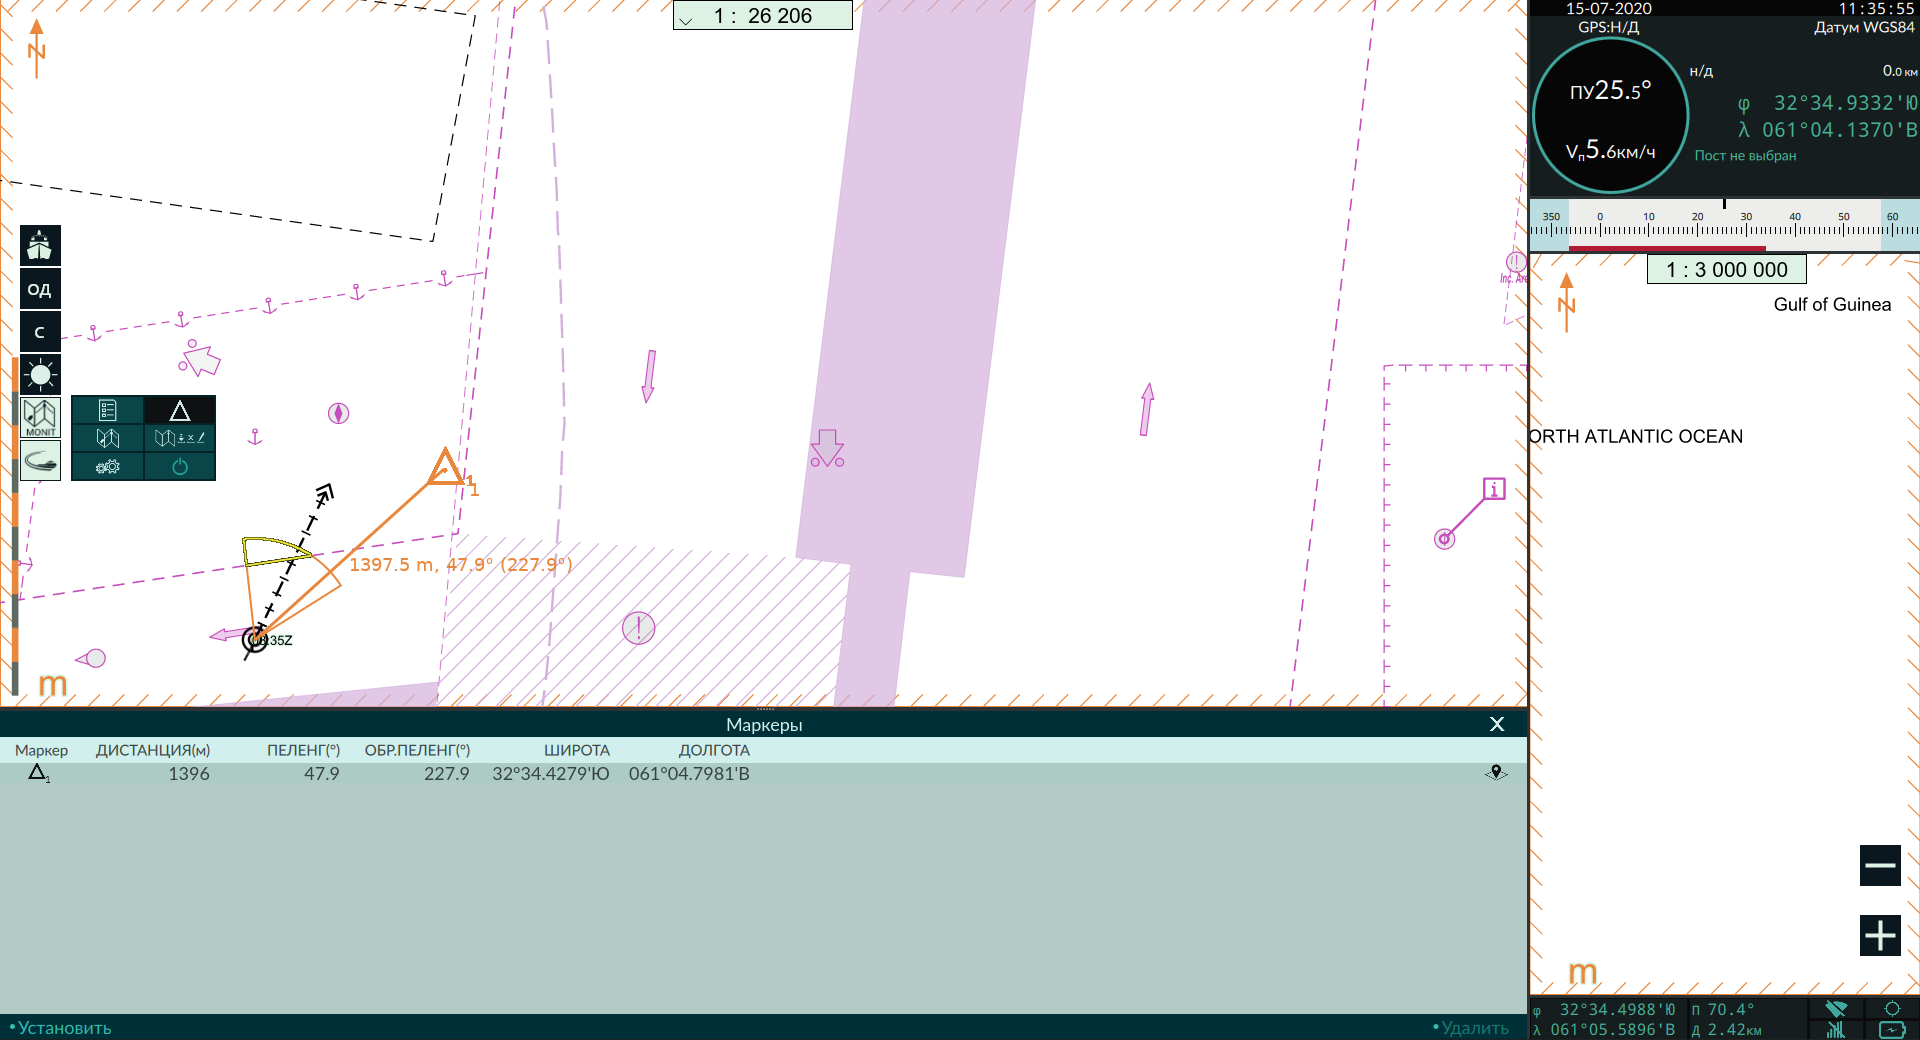 1 : 26 206
N
ОД
C
MONIT
1
1
1397.5 m, 47.9° (227.9°)
m
15-07-2020
11:35:55
GPS:Н/Д
Датум WGS84
ПУ25.5°
Vп5.6км/ч
н/д
0.0 км
φ 32°34.9332'Ю
λ 061°04.1370'В
Пост не выбран
350 0 10 20 30 40 50 60
1 : 3 000 000
N
Gulf of Guinea
ORTH ATLANTIC OCEAN
m
Маркеры
X
Маркер ДИСТАНЦИЯ(м) ПЕЛЕНГ(°) ОБР.ПЕЛЕНГ(°) ШИРОТА ДОЛГОТА
1 1396 47.9 227.9 32°34.4279'Ю 061°04.7981'В
•Установить
•Удалить
φ 32°34.4988'Ю
λ 061°05.5896'В
П 70.4°
Д 2.42км